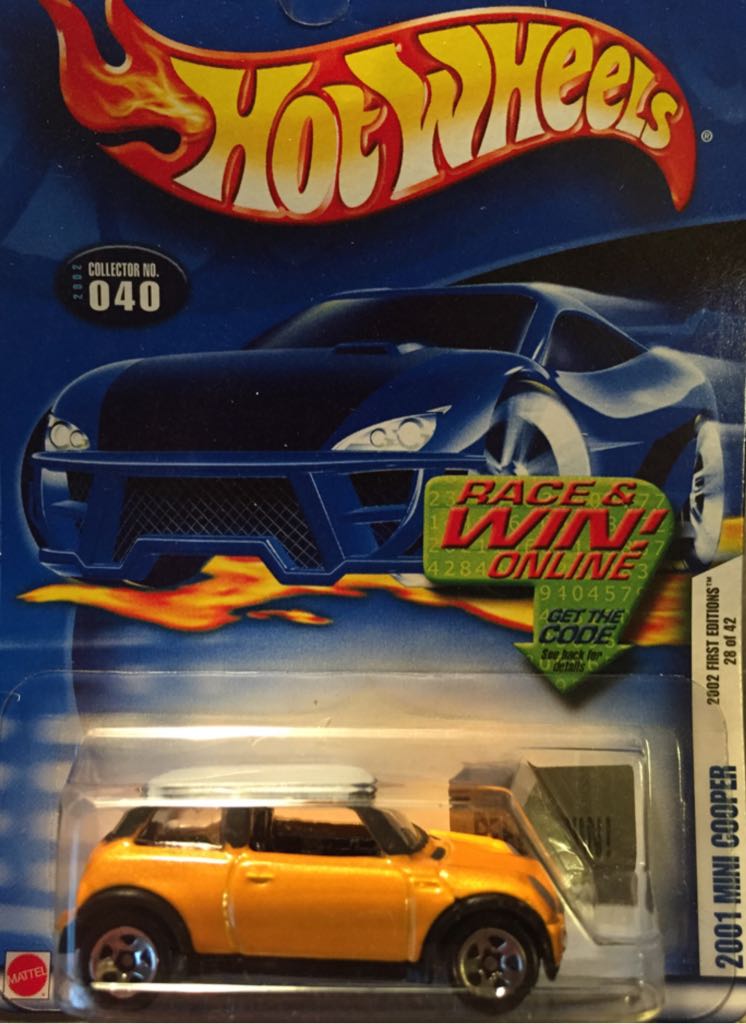 Hot Wheels®
2002
COLLECTOR NO.
040
RACE &
WIN!
ONLINE
GET THE
CODE
See back for
details
2002 FIRST EDITIONS™
28 of 42
2001 MINI COOPER
MATTEL